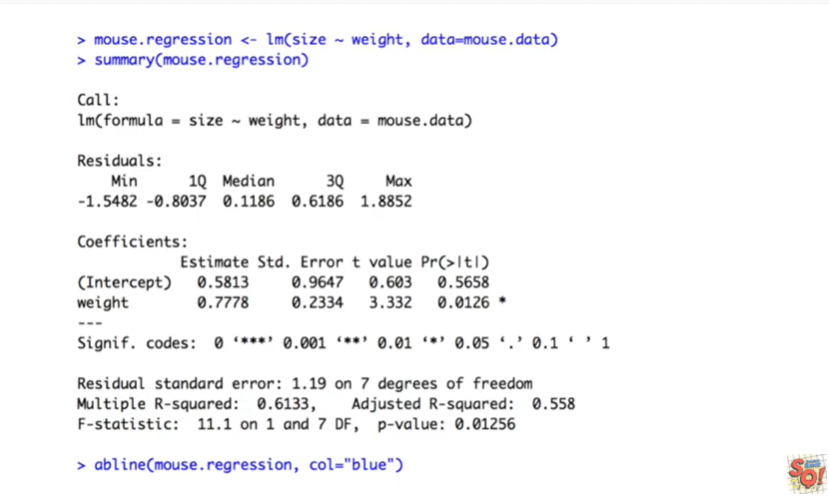 > mouse.regression <- lm(size ~ weight, data=mouse.data)
> summary(mouse.regression)
Call:
lm(formula = size ~ weight, data = mouse.data)
Residuals:
Min 1Q Median 3Q Max
-1.5482 -0.8037 0.1186 0.6186 1.8852
Coefficients:
Estimate Std. Error t value Pr(>|t|)
(Intercept) 0.5813 0.9647 0.603 0.5658
weight 0.7778 0.2334 3.332 0.0126 *
---
Signif. codes: 0 ‘***’ 0.001 ‘**’ 0.01 ‘*’ 0.05 ‘.’ 0.1 ‘ ’ 1
Residual standard error: 1.19 on 7 degrees of freedom
Multiple R-squared: 0.6133, Adjusted R-squared: 0.558
F-statistic: 11.1 on 1 and 7 DF, p-value: 0.01256
> abline(mouse.regression, col="blue")